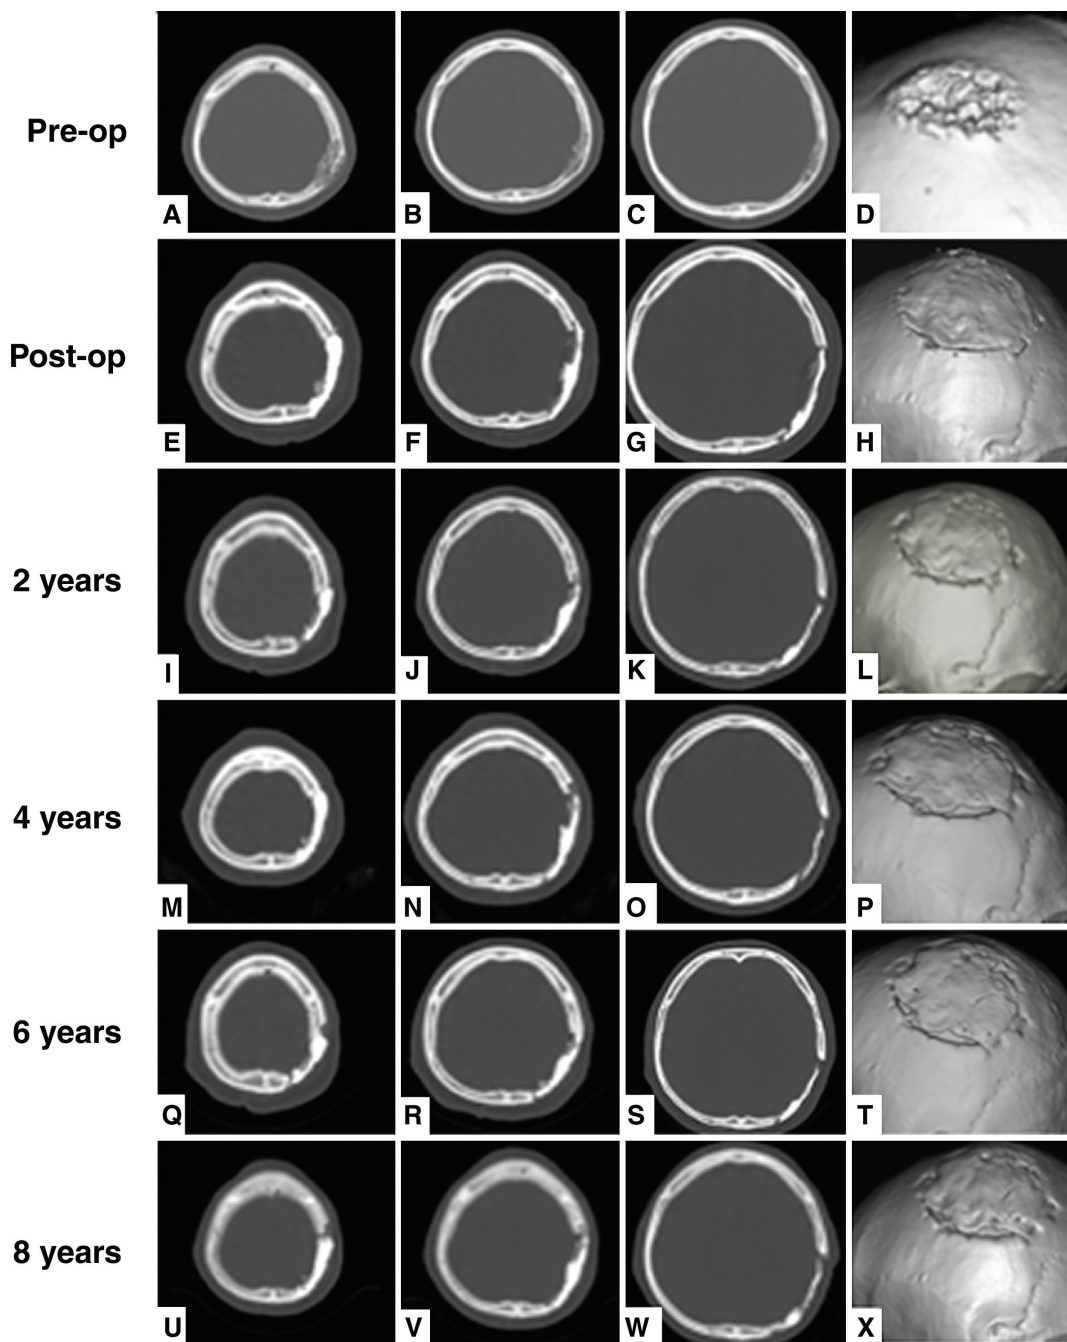 Pre-op
A B C D
Post-op
E F G H
2 years
I J K L
4 years
M N O P
6 years
Q R S T
8 years
U V W X